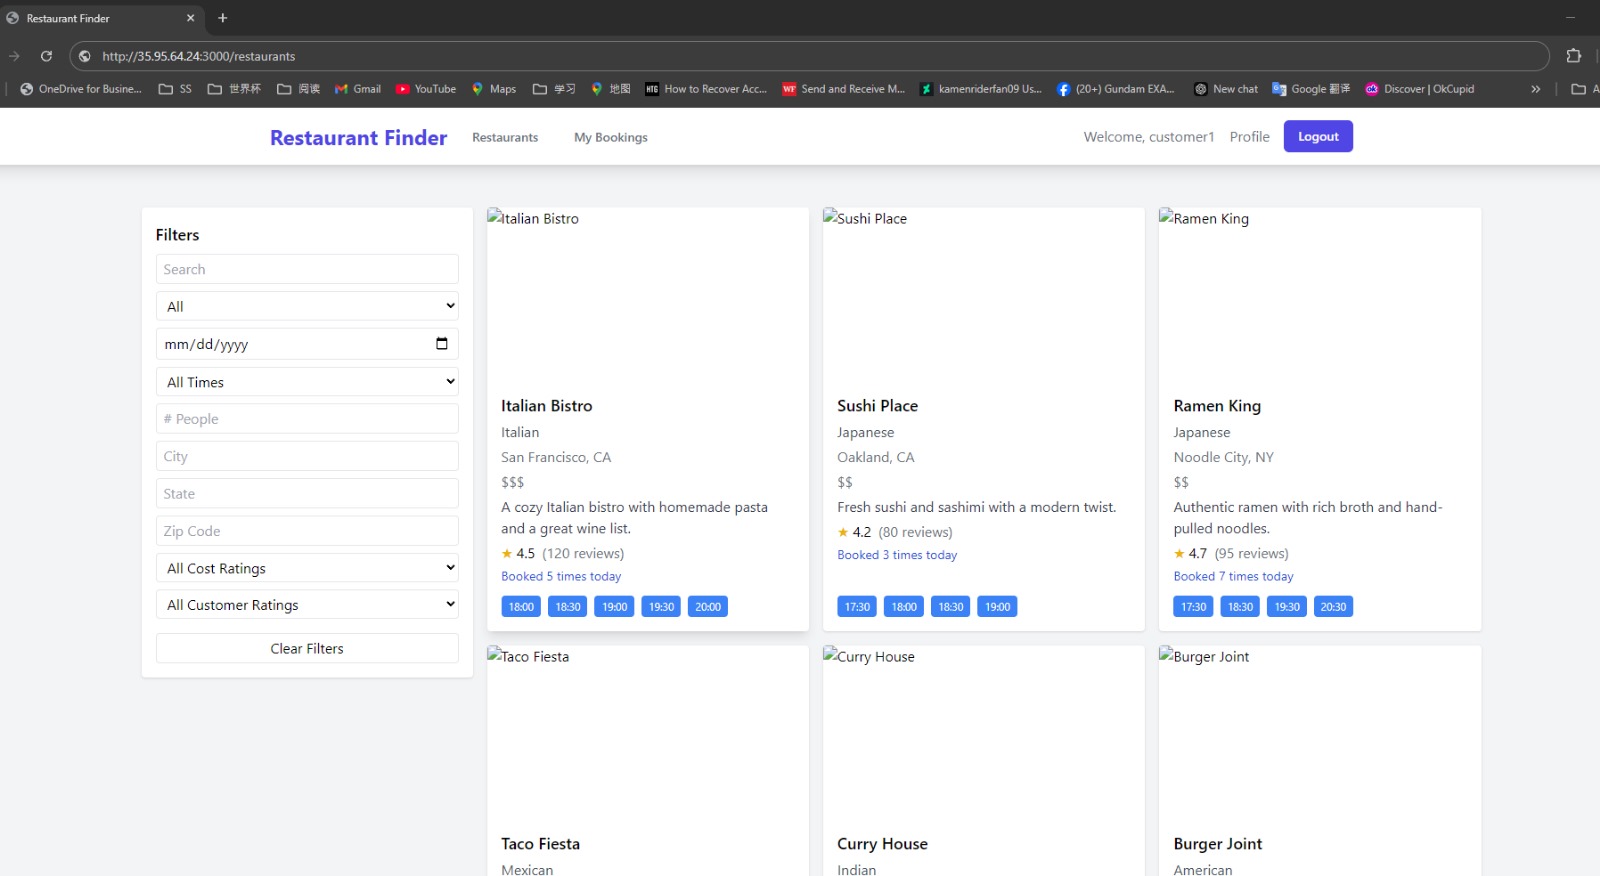 Restaurant Finder
http://35.95.64.24:3000/restaurants
OneDrive for Busine... SS 世界杯 阅读 Gmail YouTube Maps 学习 地图 HTG How to Recover Acc... WF Send and Receive M... kamenriderfan09 Us... (20+) Gundam EXA... New chat Google 翻译 ok Discover | OkCupid »
Restaurant Finder Restaurants My Bookings Welcome, customer1 Profile Logout
Filters
Search
All
mm/dd/yyyy
All Times
# People
City
State
Zip Code
All Cost Ratings
All Customer Ratings
Clear Filters
Italian Bistro
Italian Bistro
Italian
San Francisco, CA
$$$
A cozy Italian bistro with homemade pasta
and a great wine list.
★ 4.5 (120 reviews)
Booked 5 times today
18:00 18:30 19:00 19:30 20:00
Sushi Place
Sushi Place
Japanese
Oakland, CA
$$
Fresh sushi and sashimi with a modern twist.
★ 4.2 (80 reviews)
Booked 3 times today
17:30 18:00 18:30 19:00
Ramen King
Ramen King
Japanese
Noodle City, NY
$$
Authentic ramen with rich broth and hand-
pulled noodles.
★ 4.7 (95 reviews)
Booked 7 times today
17:30 18:30 19:30 20:30
Taco Fiesta
Taco Fiesta
Mexican
Curry House
Curry House
Indian
Burger Joint
Burger Joint
American